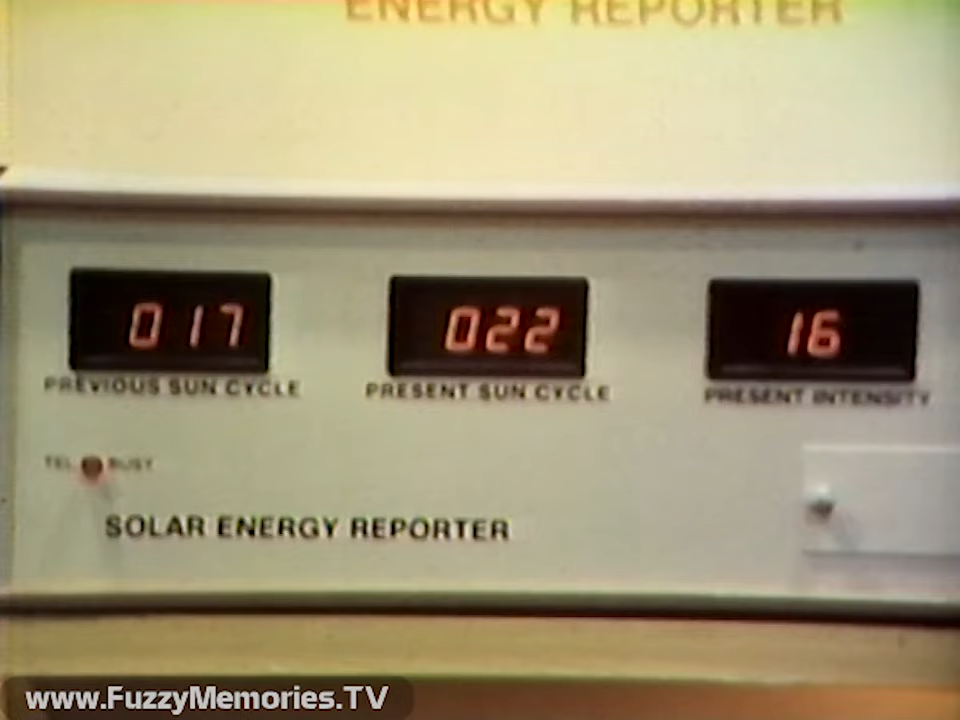 ENERGY REPORTER
017 022 16
PREVIOUS SUN CYCLE PRESENT SUN CYCLE PRESENT INTENSITY
TEL BUSY
SOLAR ENERGY REPORTER
www.FuzzyMemories.TV